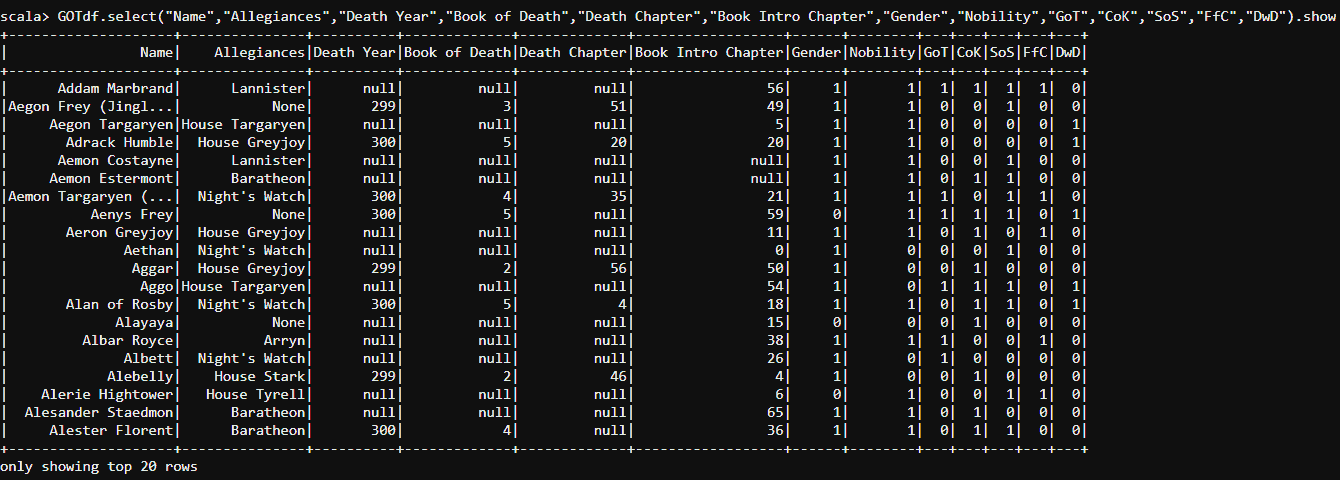 scala> GOTdf.select("Name","Allegiances","Death Year","Book of Death","Death Chapter","Book Intro Chapter","Gender","Nobility","GoT","CoK","SoS","FfC","DwD").show
+--------------------+---------------+----------+-------------+-------------+------------------+------+--------+---+---+---+---+---+
|                Name|    Allegiances|Death Year|Book of Death|Death Chapter|Book Intro Chapter|Gender|Nobility|GoT|CoK|SoS|FfC|DwD|
+--------------------+---------------+----------+-------------+-------------+------------------+------+--------+---+---+---+---+---+
|      Addam Marbrand|      Lannister|      null|         null|         null|                56|     1|       1|  1|  1|  1|  1|  0|
|Aegon Frey (Jingl...|           None|       299|            3|           51|                49|     1|       1|  0|  0|  1|  0|  0|
|     Aegon Targaryen|House Targaryen|      null|         null|         null|                 5|     1|       1|  0|  0|  0|  0|  1|
|       Adrack Humble|  House Greyjoy|       300|            5|           20|                20|     1|       1|  0|  0|  0|  0|  1|
|      Aemon Costayne|      Lannister|      null|         null|         null|              null|     1|       1|  0|  0|  1|  0|  0|
|     Aemon Estermont|      Baratheon|      null|         null|         null|              null|     1|       1|  0|  1|  1|  0|  0|
|Aemon Targaryen (...|  Night's Watch|       300|            4|           35|                21|     1|       1|  1|  0|  1|  1|  0|
|          Aenys Frey|           None|       300|            5|         null|                59|     0|       1|  1|  1|  1|  0|  1|
|       Aeron Greyjoy|  House Greyjoy|      null|         null|         null|                11|     1|       1|  0|  1|  0|  1|  0|
|              Aethan|  Night's Watch|      null|         null|         null|                 0|     1|       0|  0|  0|  1|  0|  0|
|               Aggar|  House Greyjoy|       299|            2|           56|                50|     1|       0|  0|  1|  0|  0|  0|
|                Aggo|House Targaryen|      null|         null|         null|                54|     1|       0|  1|  1|  1|  0|  1|
|       Alan of Rosby|  Night's Watch|       300|            5|            4|                18|     1|       1|  0|  1|  1|  0|  1|
|             Alayaya|           None|      null|         null|         null|                15|     0|       0|  0|  1|  0|  0|  0|
|         Albar Royce|          Arryn|      null|         null|         null|                38|     1|       1|  1|  0|  0|  1|  0|
|              Albett|  Night's Watch|      null|         null|         null|                26|     1|       0|  1|  0|  0|  0|  0|
|           Alebelly|    House Stark|       299|            2|           46|                 4|     1|       0|  0|  1|  0|  0|  0|
|    Alerie Hightower|   House Tyrell|      null|         null|         null|                 6|     0|       1|  0|  0|  1|  1|  0|
|  Alesander Staedmon|      Baratheon|      null|         null|         null|                65|     1|       1|  0|  1|  0|  0|  0|
|     Alester Florent|      Baratheon|       300|            4|         null|                36|     1|       1|  0|  1|  1|  0|  0|
+--------------------+---------------+----------+-------------+-------------+------------------+------+--------+---+---+---+---+---+
only showing top 20 rows